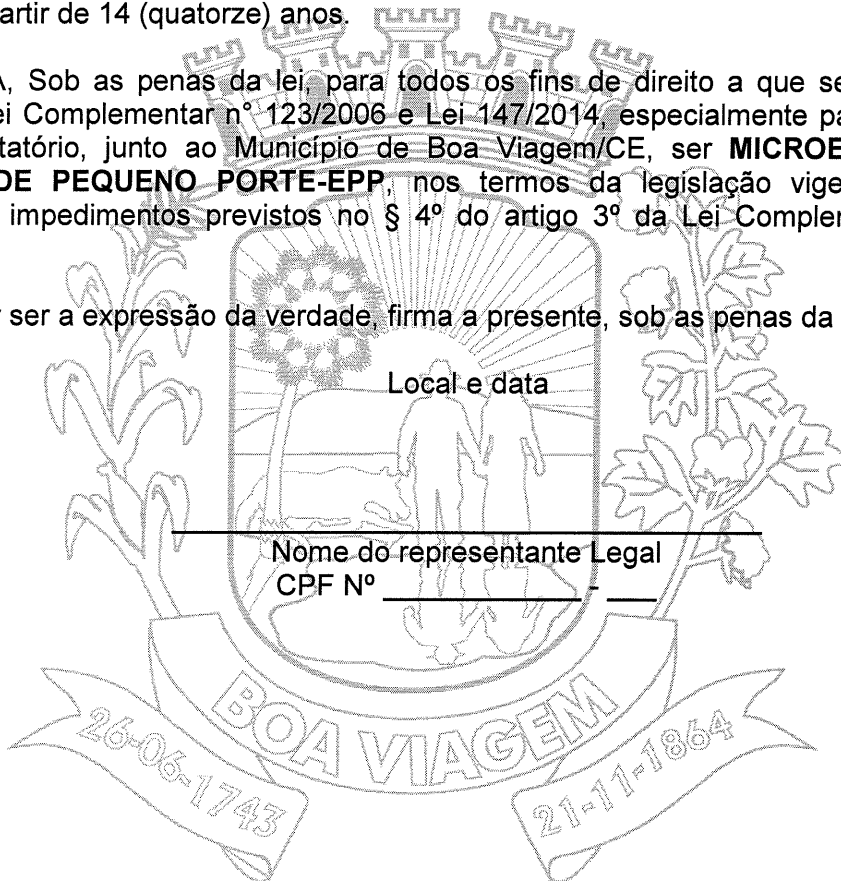 artir de 14 (quatorze) anos.
A, Sob as penas da lei, para todos os fins de direito a que se
ei Complementar n° 123/2006 e Lei 147/2014, especialmente pa
tatório, junto ao Município de Boa Viagem/CE, ser MICROE
DE PEQUENO PORTE-EPP, nos termos da legislação vige
impedimentos previstos no § 4º do artigo 3º da Lei Complem
r ser a expressão da verdade, firma a presente, sob as penas da
Local e data
Nome do representante Legal
CPF Nº ____________ - ___
BOA VIAGEM
26-06-1743
21-11-1864